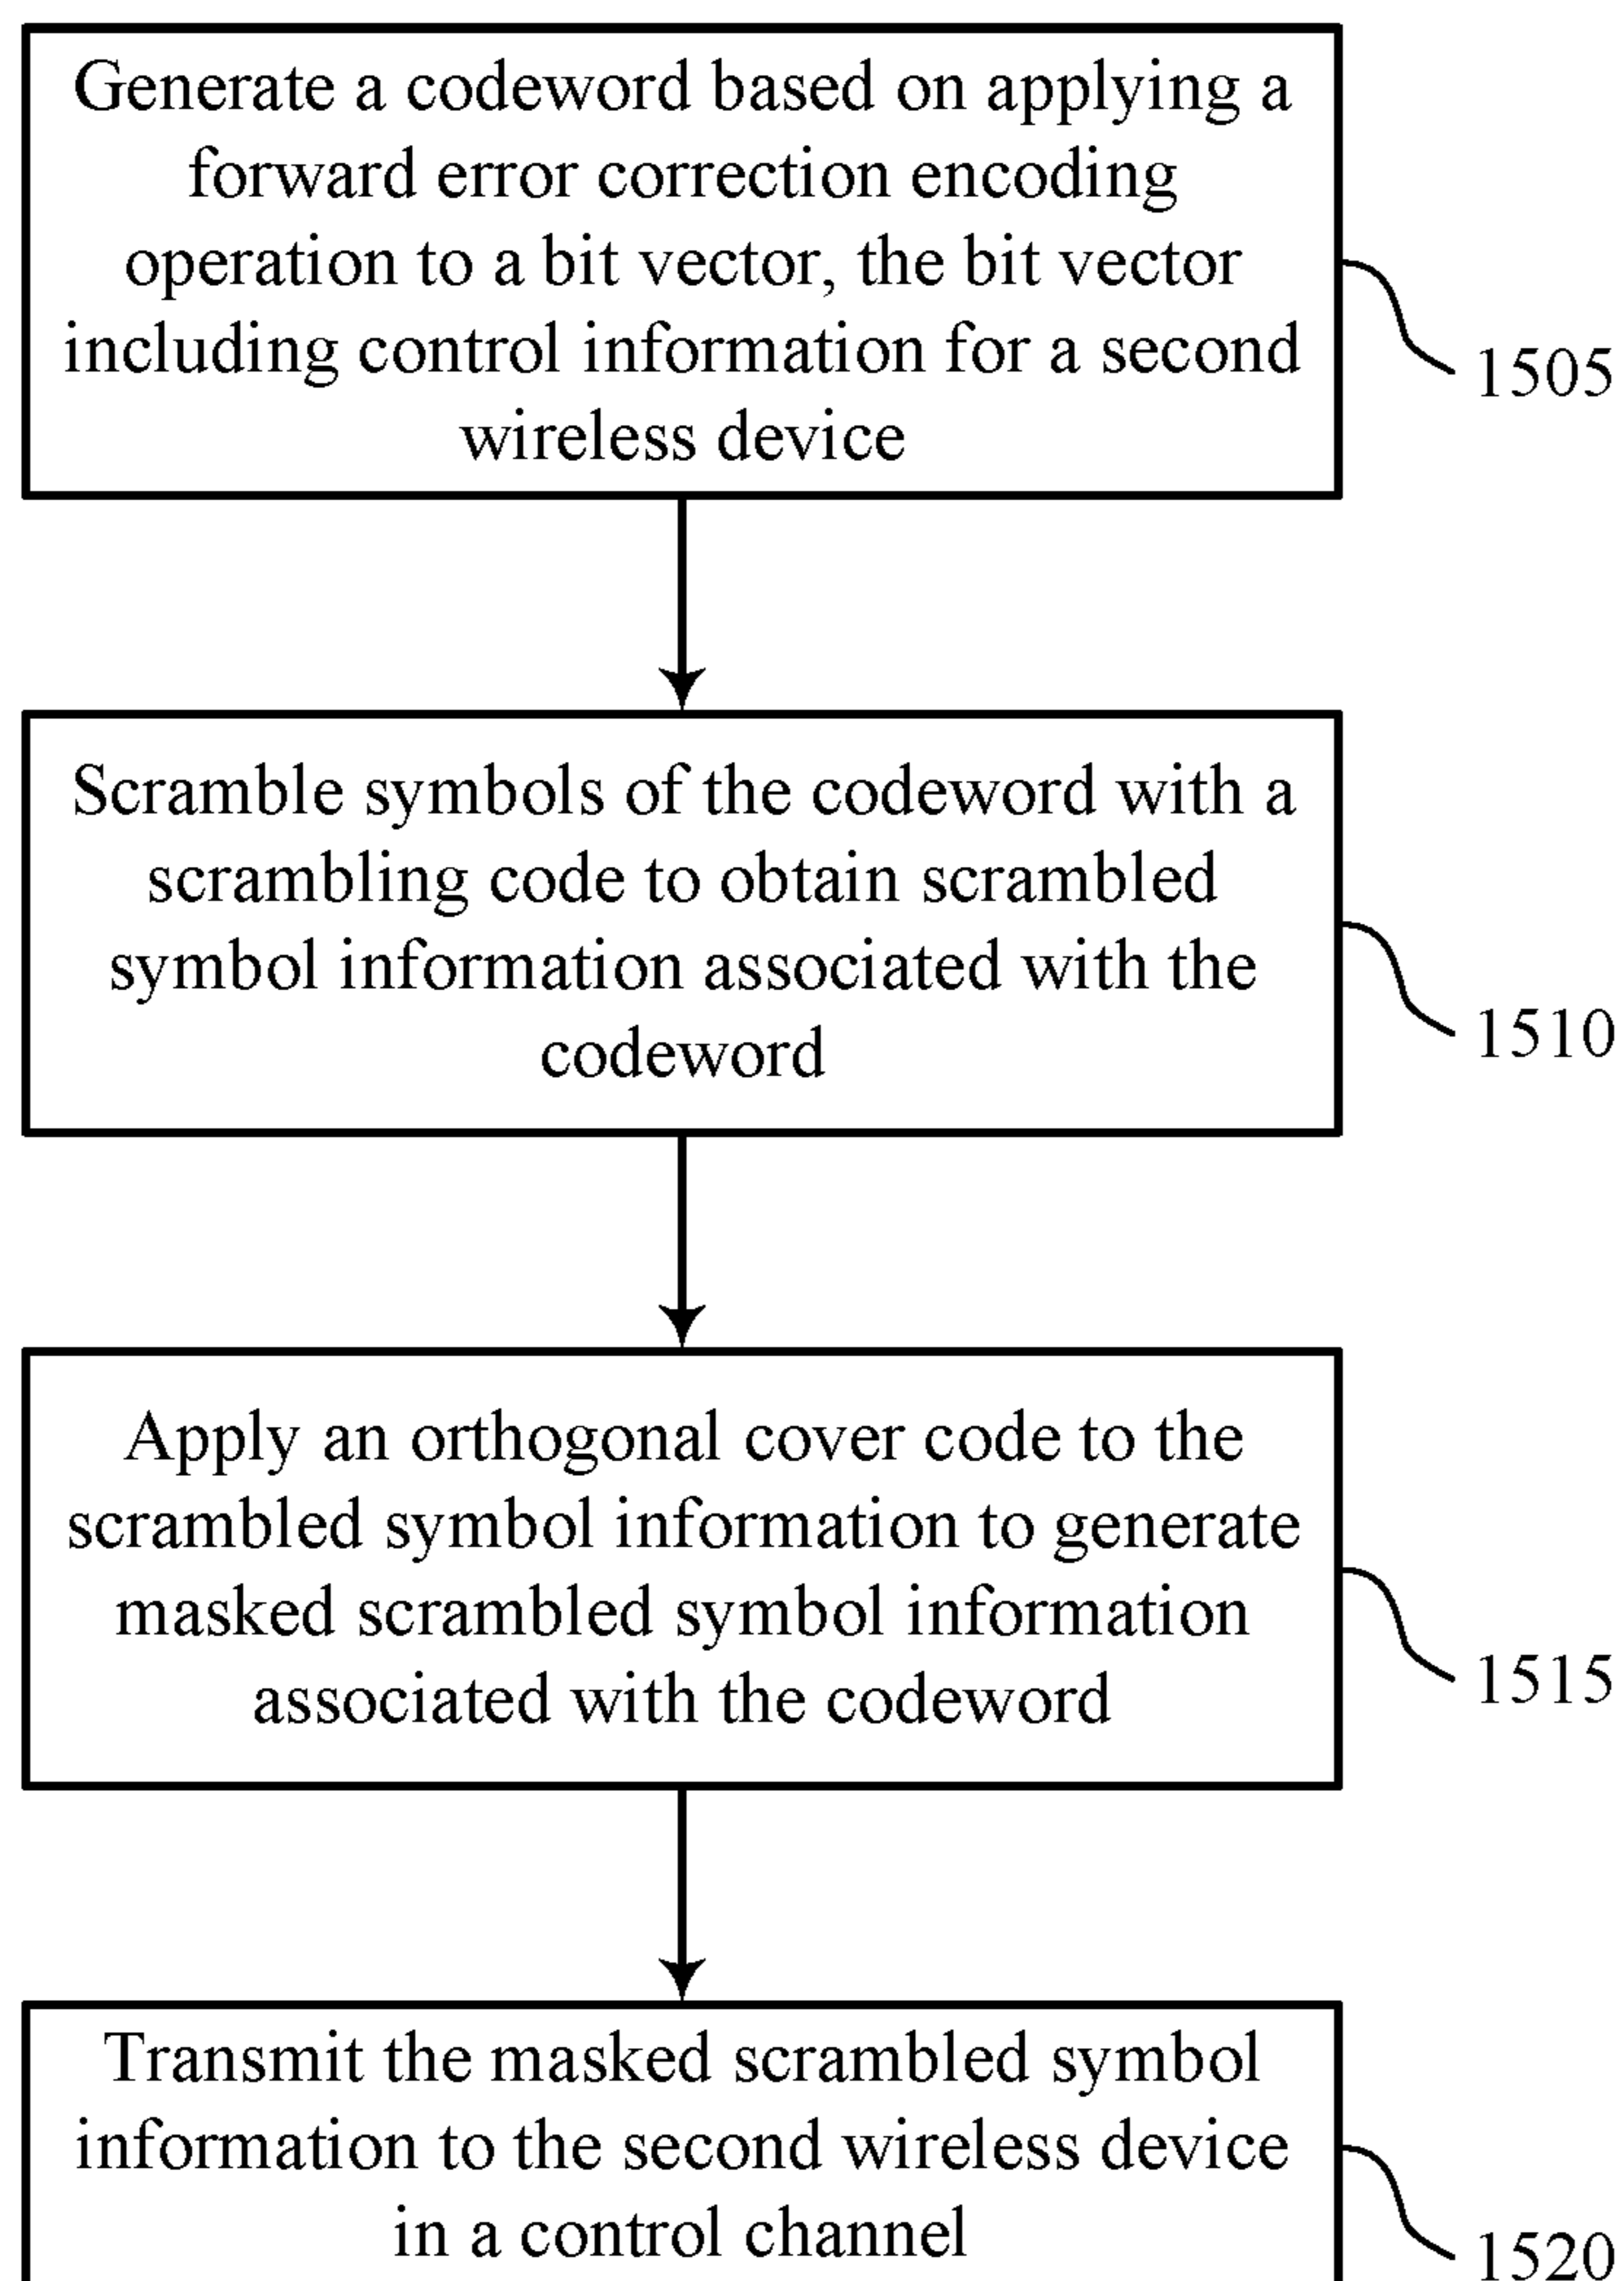 Generate a codeword based on applying a
forward error correction encoding
operation to a bit vector, the bit vector
including control information for a second
wireless device
1505
Scramble symbols of the codeword with a
scrambling code to obtain scrambled
symbol information associated with the
codeword
1510
Apply an orthogonal cover code to the
scrambled symbol information to generate
masked scrambled symbol information
associated with the codeword
1515
Transmit the masked scrambled symbol
information to the second wireless device
in a control channel
1520